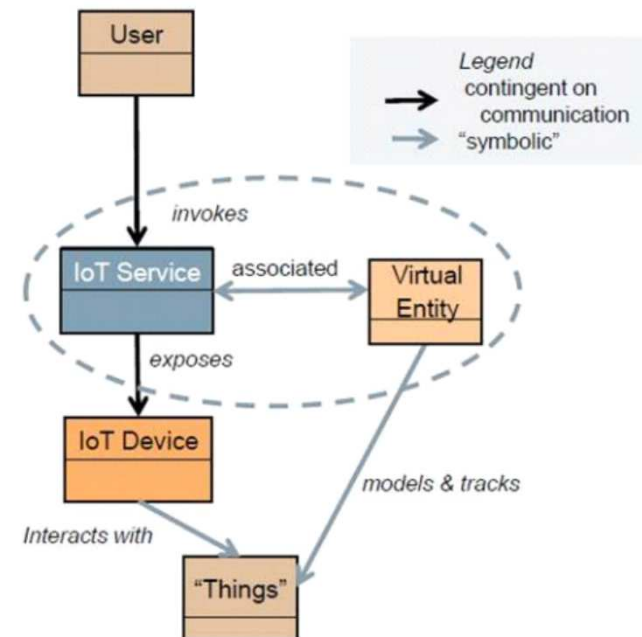 User
Legend
contingent on
communication
"symbolic"
invokes
IoT Service
associated
Virtual
Entity
exposes
IoT Device
models & tracks
Interacts with
"Things"